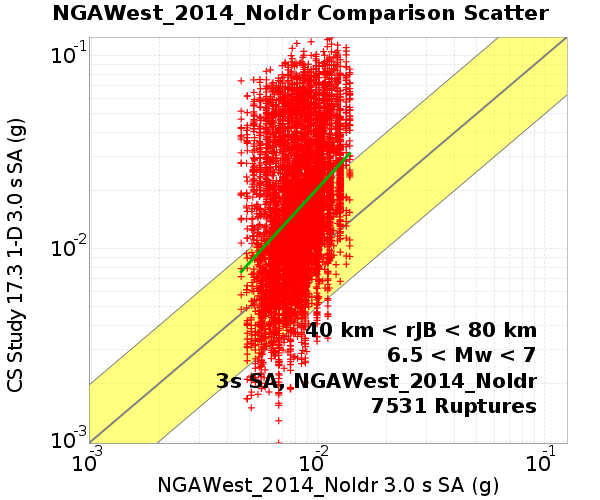 NGAWest_2014_NoIdr Comparison Scatter
CS Study 17.3 1-D 3.0 s SA (g)
10-1
10-2
10-3
40 km < rJB < 80 km
6.5 < Mw < 7
3s SA, NGAWest_2014_NoIdr
7531 Ruptures
10-3 10-2 10-1
NGAWest_2014_NoIdr 3.0 s SA (g)